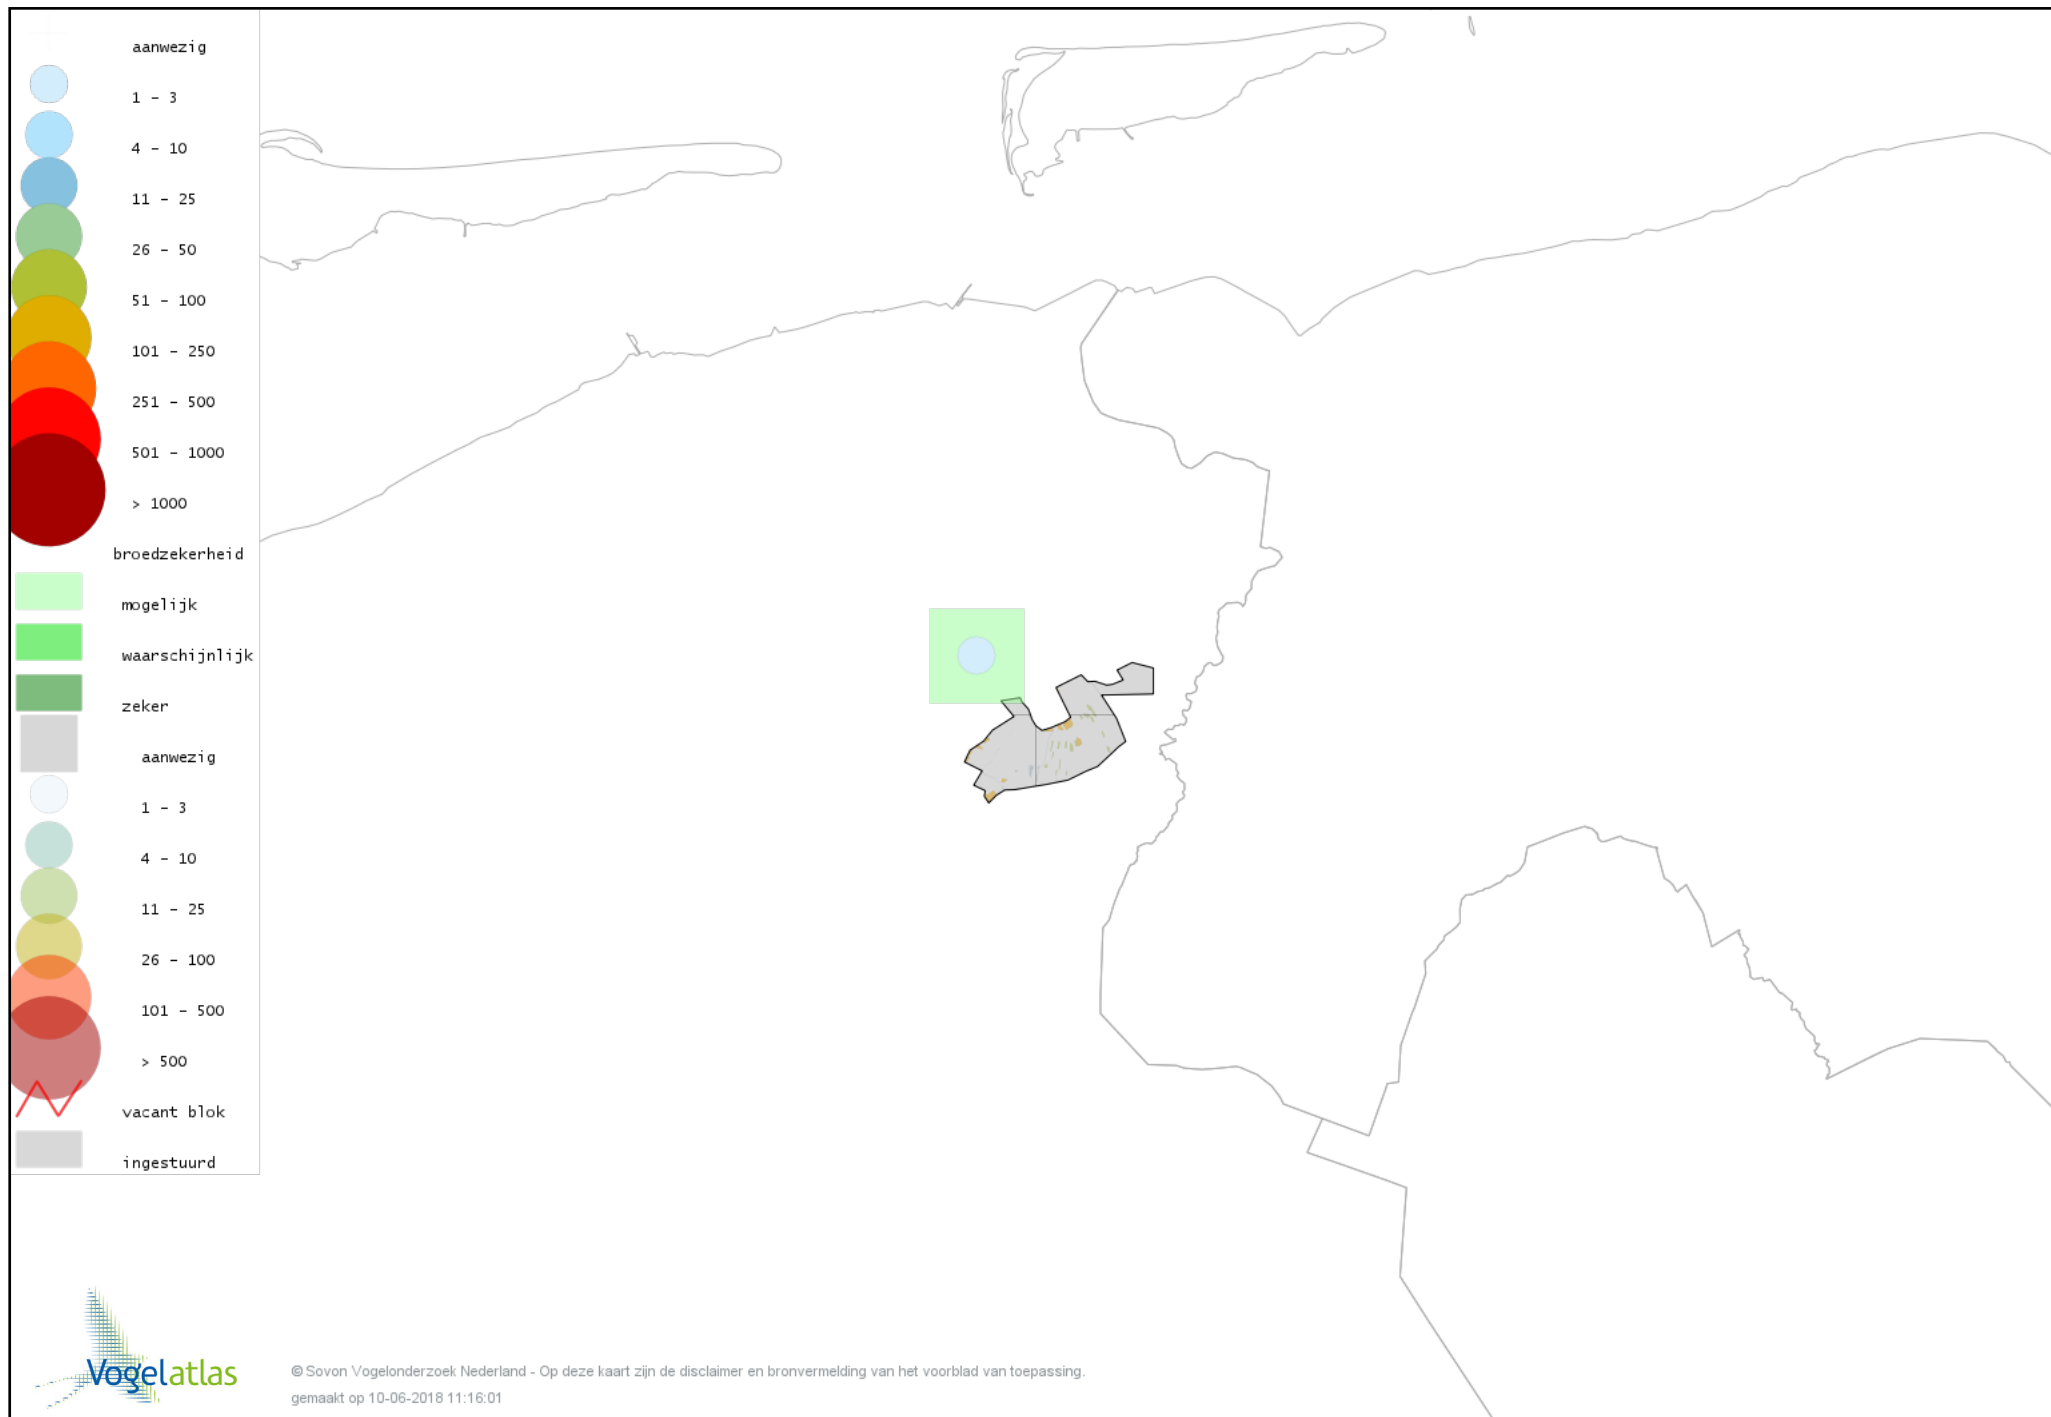 aanwezig
1 - 3
4 - 10
11 - 25
26 - 50
51 - 100
101 - 250
251 - 500
501 - 1000
> 1000
broedzekerheid
mogelijk
waarschijnlijk
zeker
aanwezig
1 - 3
4 - 10
11 - 25
26 - 100
101 - 500
> 500
vacant blok
ingestuurd
Vogelatlas
© Sovon Vogelonderzoek Nederland - Op deze kaart zijn de disclaimer en bronvermelding van het voorblad van toepassing.
gemaakt op 10-06-2018 11:16:01